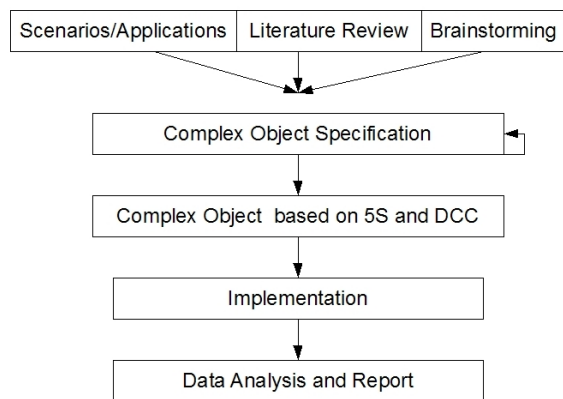 Scenarios/Applications
Literature Review
Brainstorming
Complex Object Specification
Complex Object based on 5S and DCC
Implementation
Data Analysis and Report